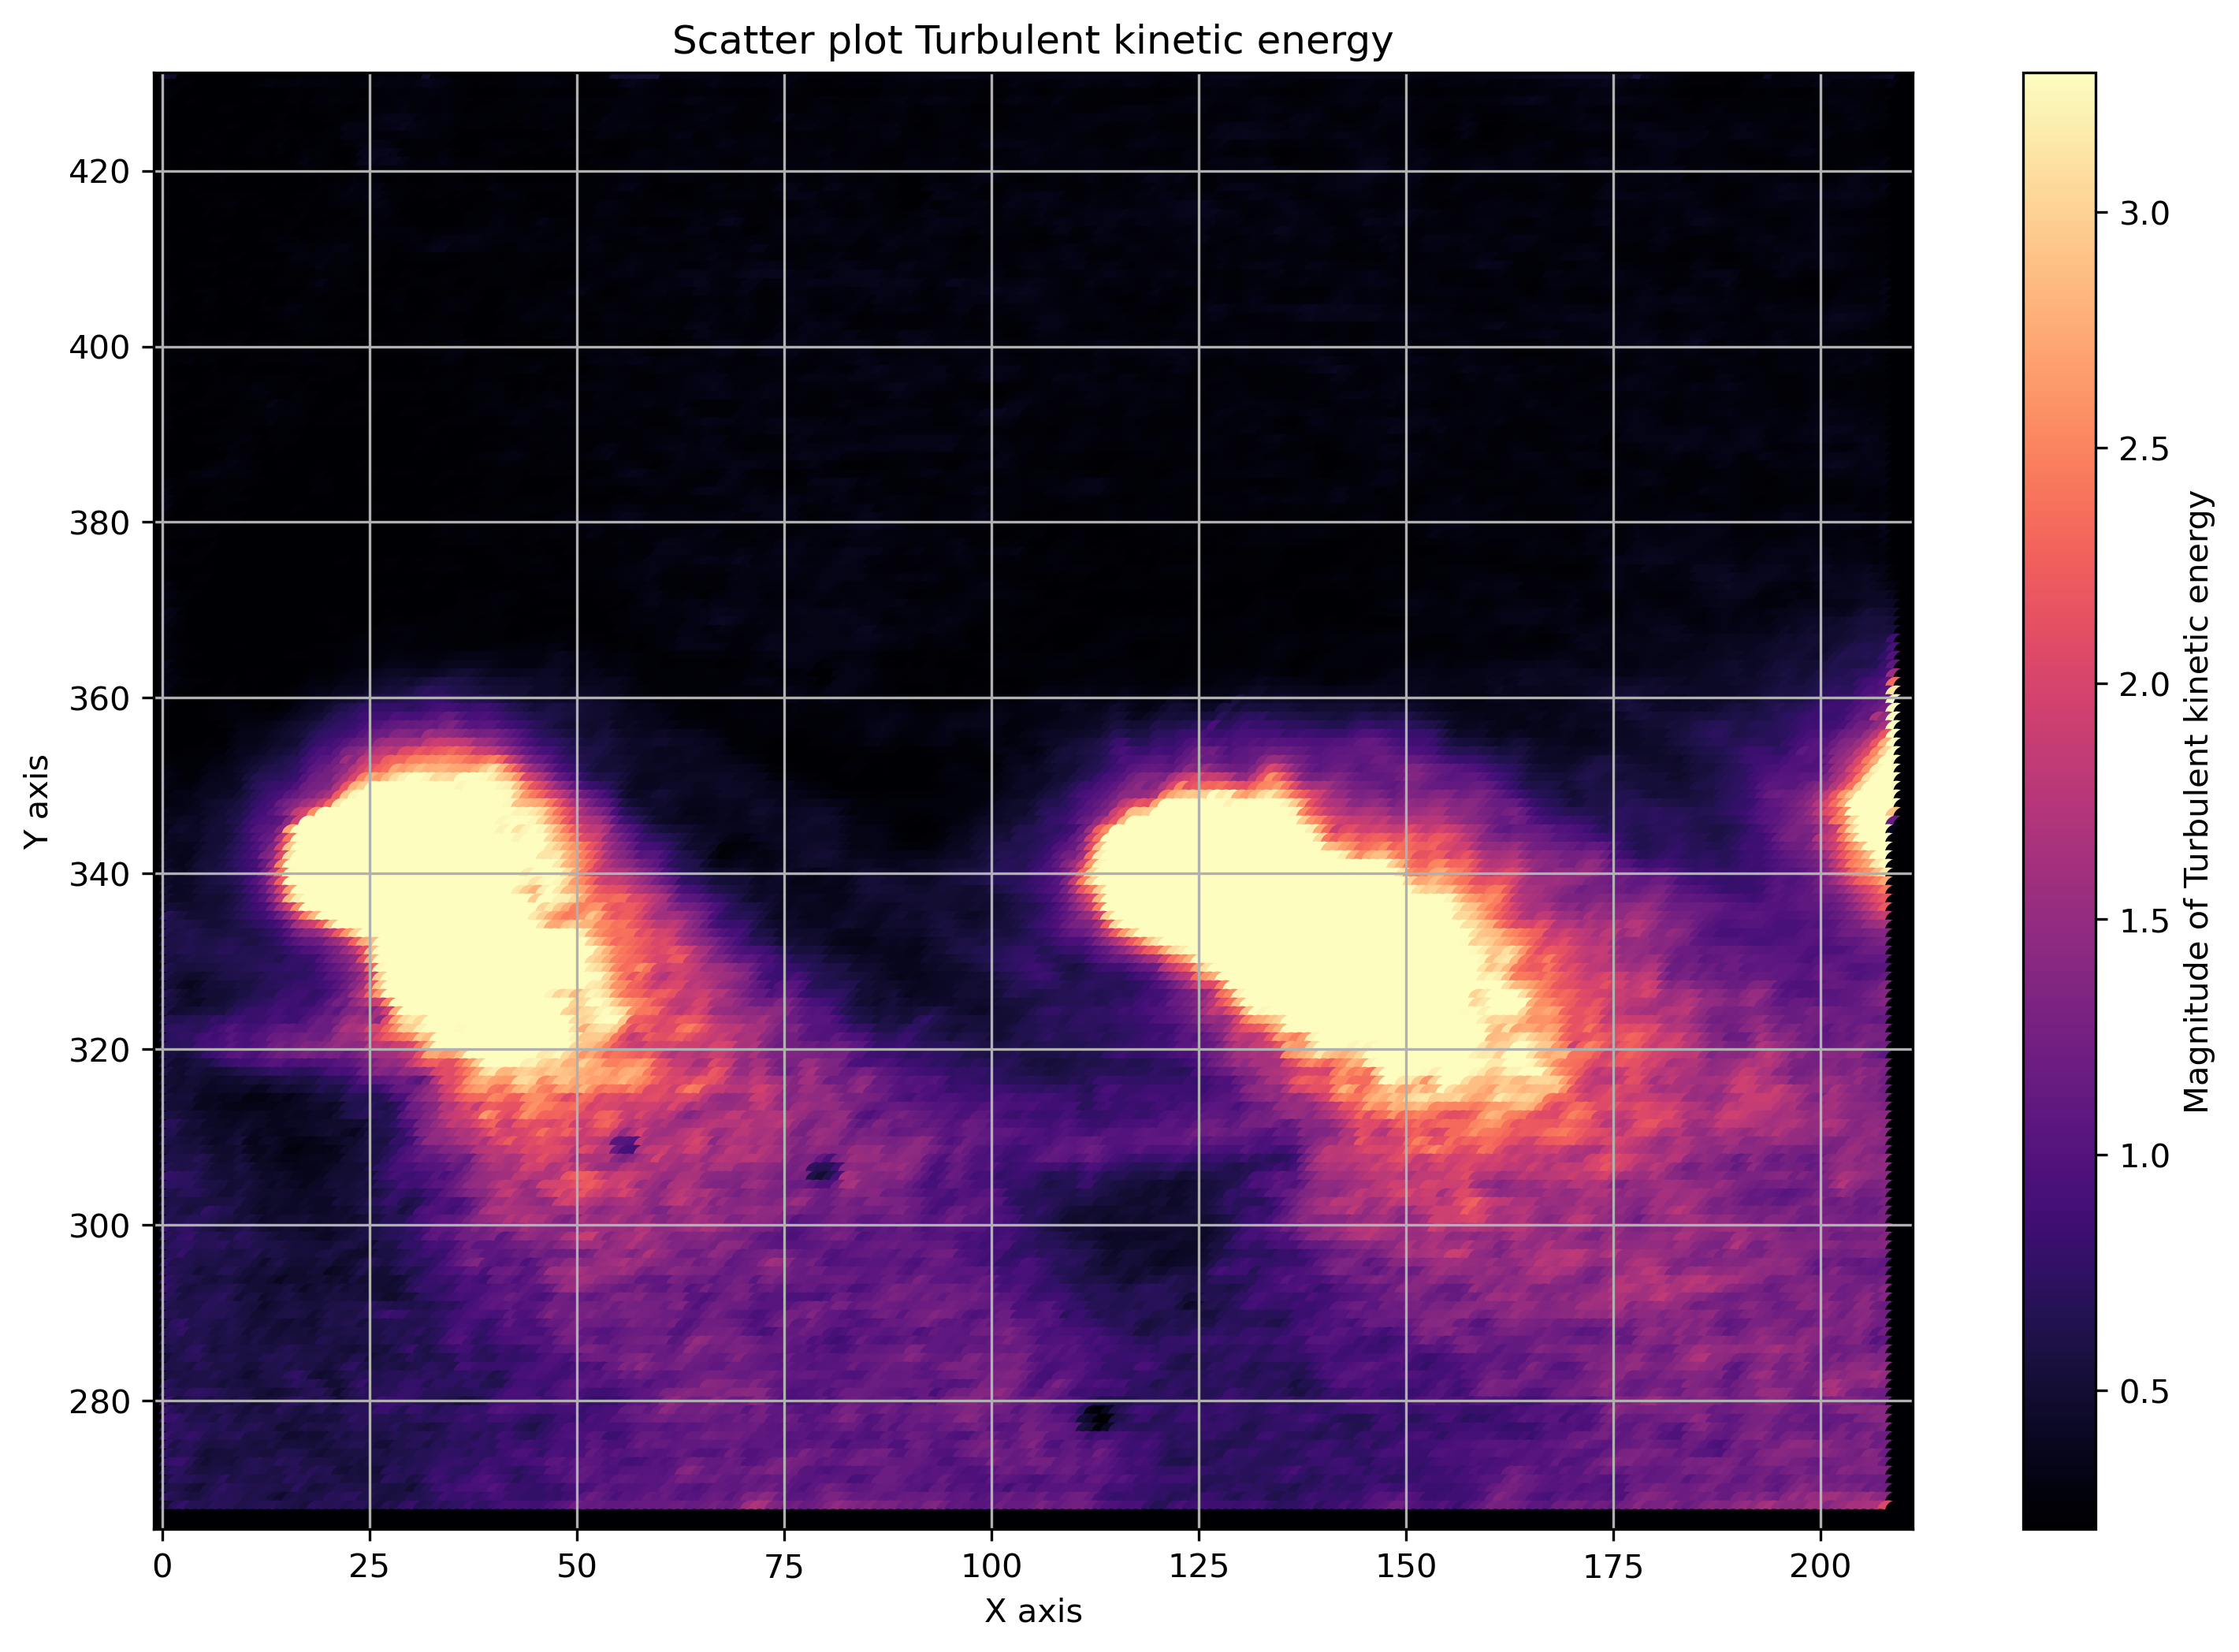 Scatter plot Turbulent kinetic energy
420
400
380
360
340
320
300
280
Y axis
0 25 50 75 100 125 150 175 200
X axis
3.0
2.5
2.0
1.5
1.0
0.5
Magnitude of Turbulent kinetic energy